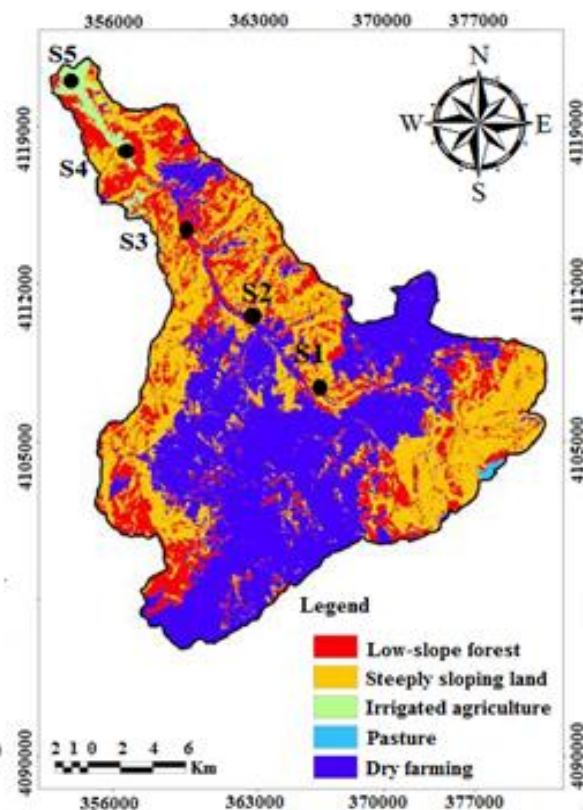 356000 363000 370000 377000
S5
N
W E
S
4119000
4119000
S4
S3
4112000
S2
4112000
S1
4105000
4105000
Legend
Low-slope forest
Steeply sloping land
Irrigated agriculture
Pasture
Dry farming
2 1 0 2 4 6
Km
4090000
4090000
356000 363000 370000 377000